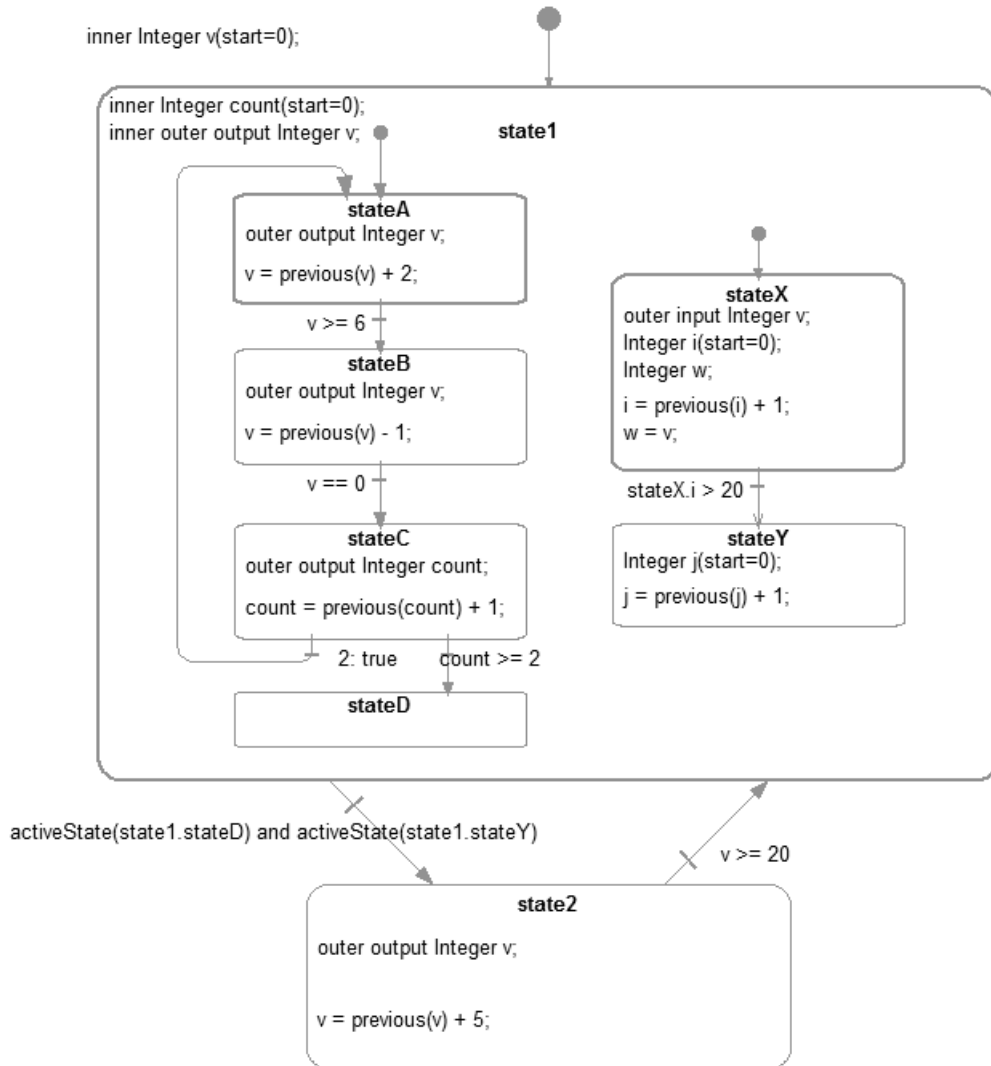 inner Integer v(start=0);
inner Integer count(start=0);
inner outer output Integer v;
state1
stateA
outer output Integer v;
v = previous(v) + 2;
v >= 6
stateB
outer output Integer v;
v = previous(v) - 1;
v == 0
stateC
outer output Integer count;
count = previous(count) + 1;
2: true
count >= 2
stateD
stateX
outer input Integer v;
Integer i(start=0);
Integer w;
i = previous(i) + 1;
w = v;
stateX.i > 20
stateY
Integer j(start=0);
j = previous(j) + 1;
activeState(state1.stateD) and activeState(state1.stateY)
v >= 20
state2
outer output Integer v;
v = previous(v) + 5;